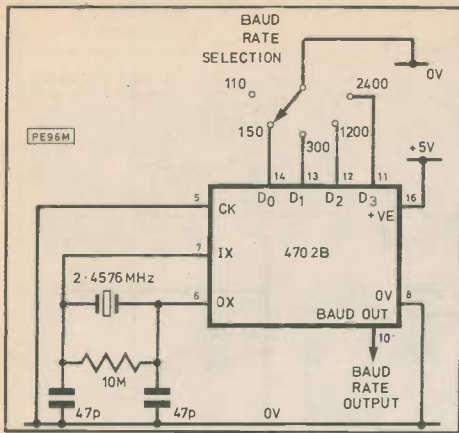 BAUD
RATE
SELECTION
110
2400
0V
150
300
1200
PE96M
+5V
14
13
12
11
5
CK
D0
D1
D2
D3
16
+VE
7
IX
4702B
2·4576MHz
6
OX
0V
8
BAUD OUT
10
10M
BAUD
RATE
OUTPUT
47p
47p
0V